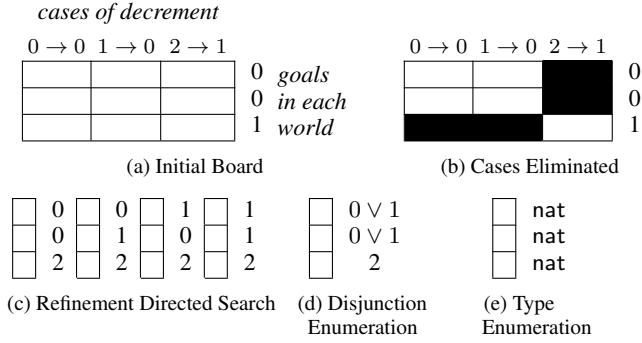 cases of decrement
0 → 0 1 → 0 2 → 1
0 goals
0 in each
1 world
(a) Initial Board
0 → 0 1 → 0 2 → 1
0
0
1
(b) Cases Eliminated
0 0 1 1
0 1 0 1
2 2 2 2
(c) Refinement Directed Search
0 ∨ 1
0 ∨ 1
2
(d) Disjunction
Enumeration
nat
nat
nat
(e) Type
Enumeration